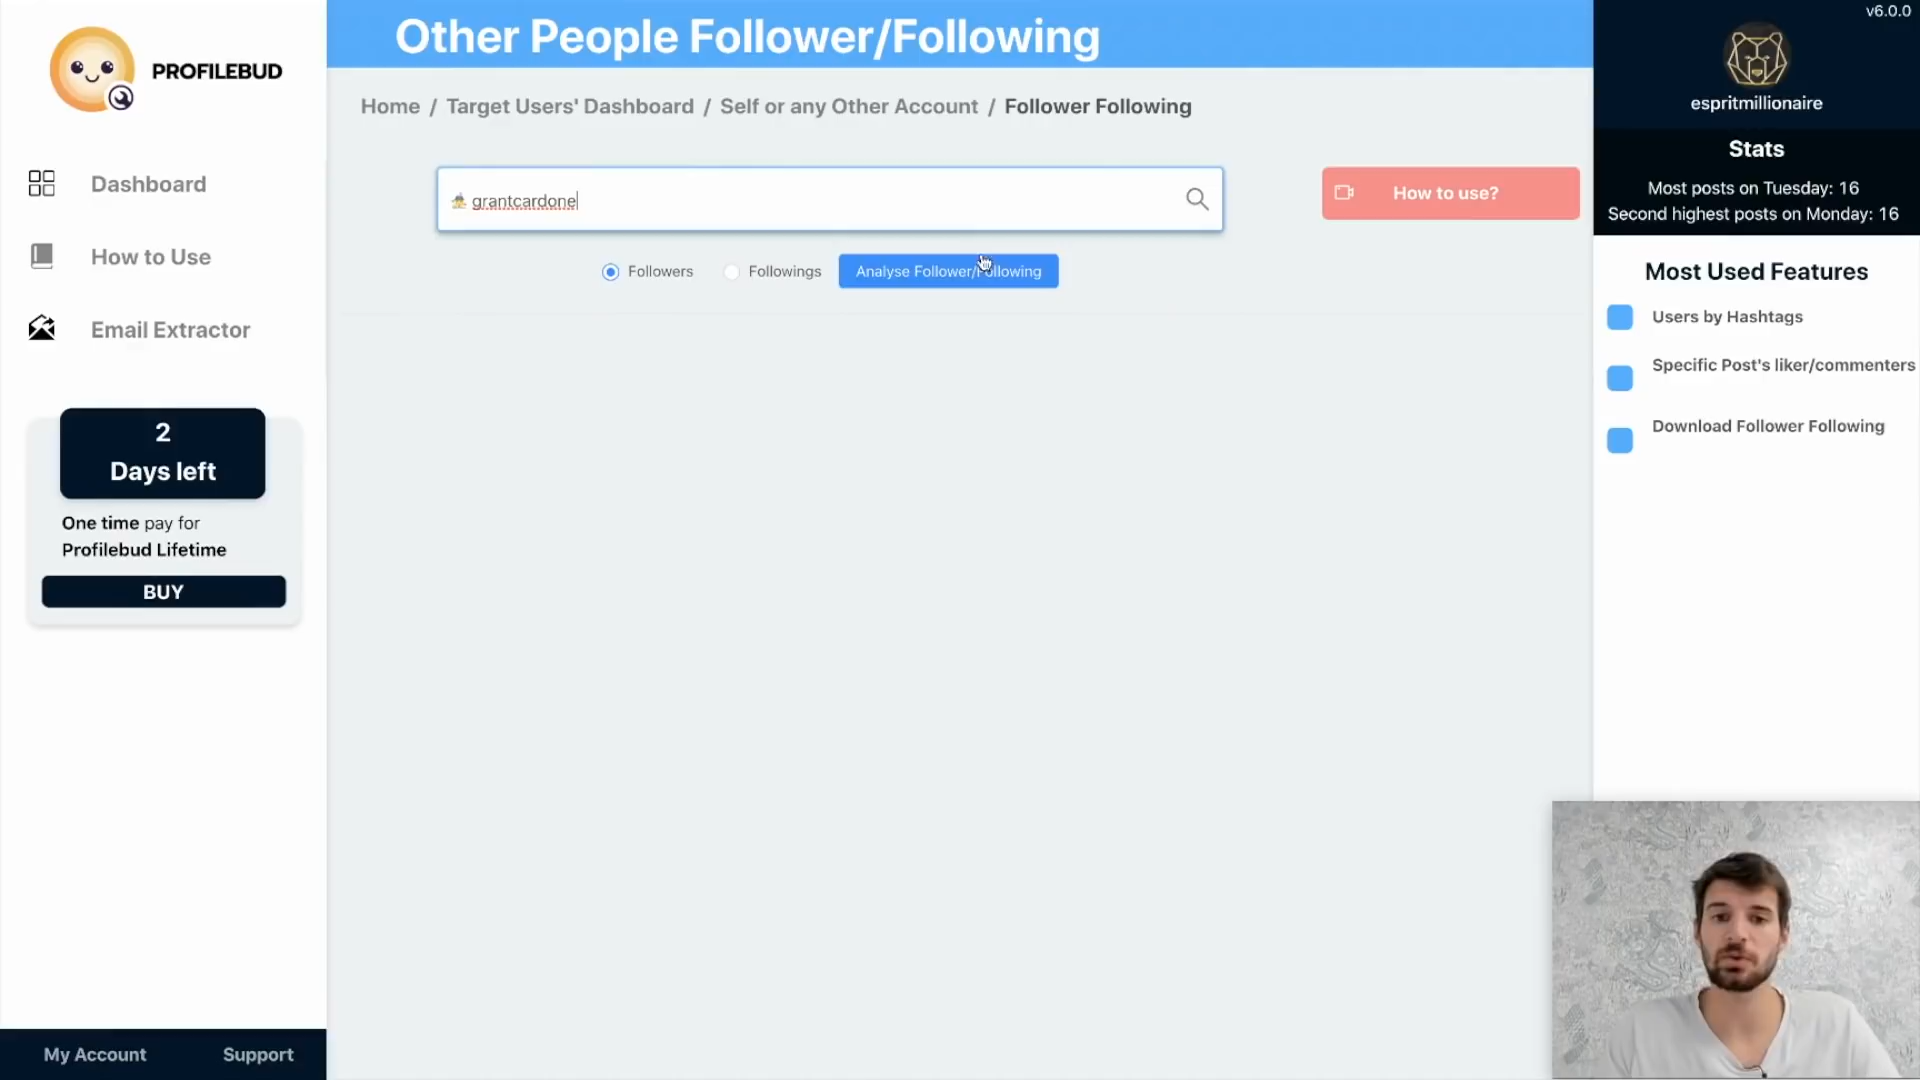 PROFILEBUD
Dashboard
How to Use
Email Extractor
2
Days left
One time pay for
Profilebud Lifetime
BUY
My Account Support
Other People Follower/Following
Home / Target Users' Dashboard / Self or any Other Account / Follower Following
grantcardone
How to use?
Followers Followings Analyse Follower/Following
v6.0.0
espritmillionaire
Stats
Most posts on Tuesday: 16
Second highest posts on Monday: 16
Most Used Features
Users by Hashtags
Specific Post's liker/commenters
Download Follower Following